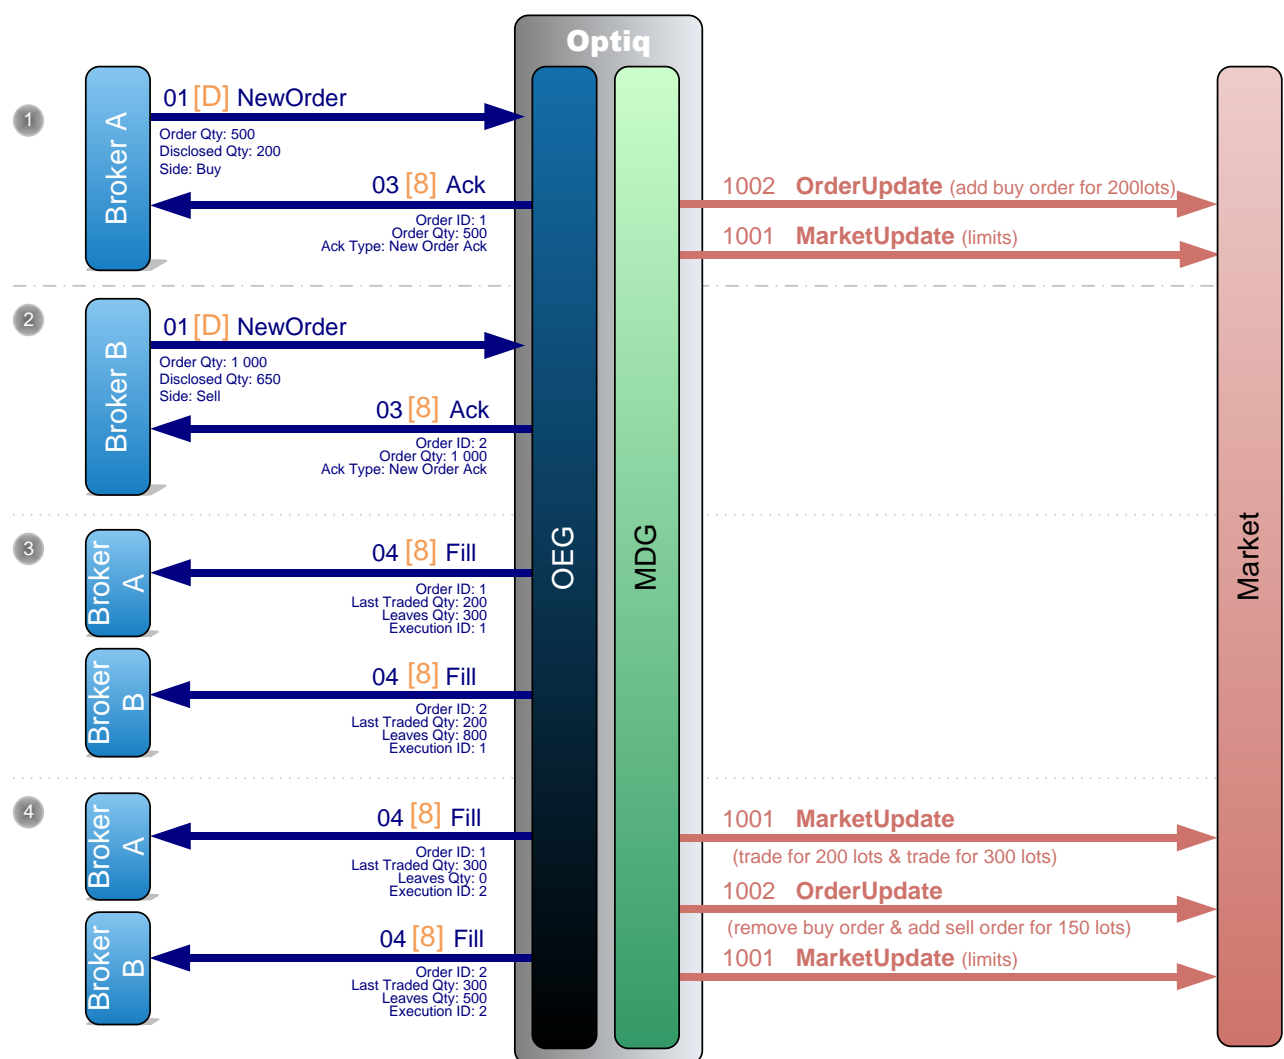 Optiq
1
Broker A
01 [D] NewOrder
Order Qty: 500
Disclosed Qty: 200
Side: Buy
03 [8] Ack
Order ID: 1
Order Qty: 500
Ack Type: New Order Ack
1002 OrderUpdate (add buy order for 200lots)
1001 MarketUpdate (limits)
2
Broker B
01 [D] NewOrder
Order Qty: 1 000
Disclosed Qty: 650
Side: Sell
03 [8] Ack
Order ID: 2
Order Qty: 1 000
Ack Type: New Order Ack
OEG
MDG
Market
3
Broker
A
04 [8] Fill
Order ID: 1
Last Traded Qty: 200
Leaves Qty: 300
Execution ID: 1
Broker
B
04 [8] Fill
Order ID: 2
Last Traded Qty: 200
Leaves Qty: 800
Execution ID: 1
4
Broker
A
04 [8] Fill
Order ID: 1
Last Traded Qty: 300
Leaves Qty: 0
Execution ID: 2
1001 MarketUpdate
(trade for 200 lots & trade for 300 lots)
1002 OrderUpdate
(remove buy order & add sell order for 150 lots)
Broker
B
04 [8] Fill
Order ID: 2
Last Traded Qty: 300
Leaves Qty: 500
Execution ID: 2
1001 MarketUpdate (limits)